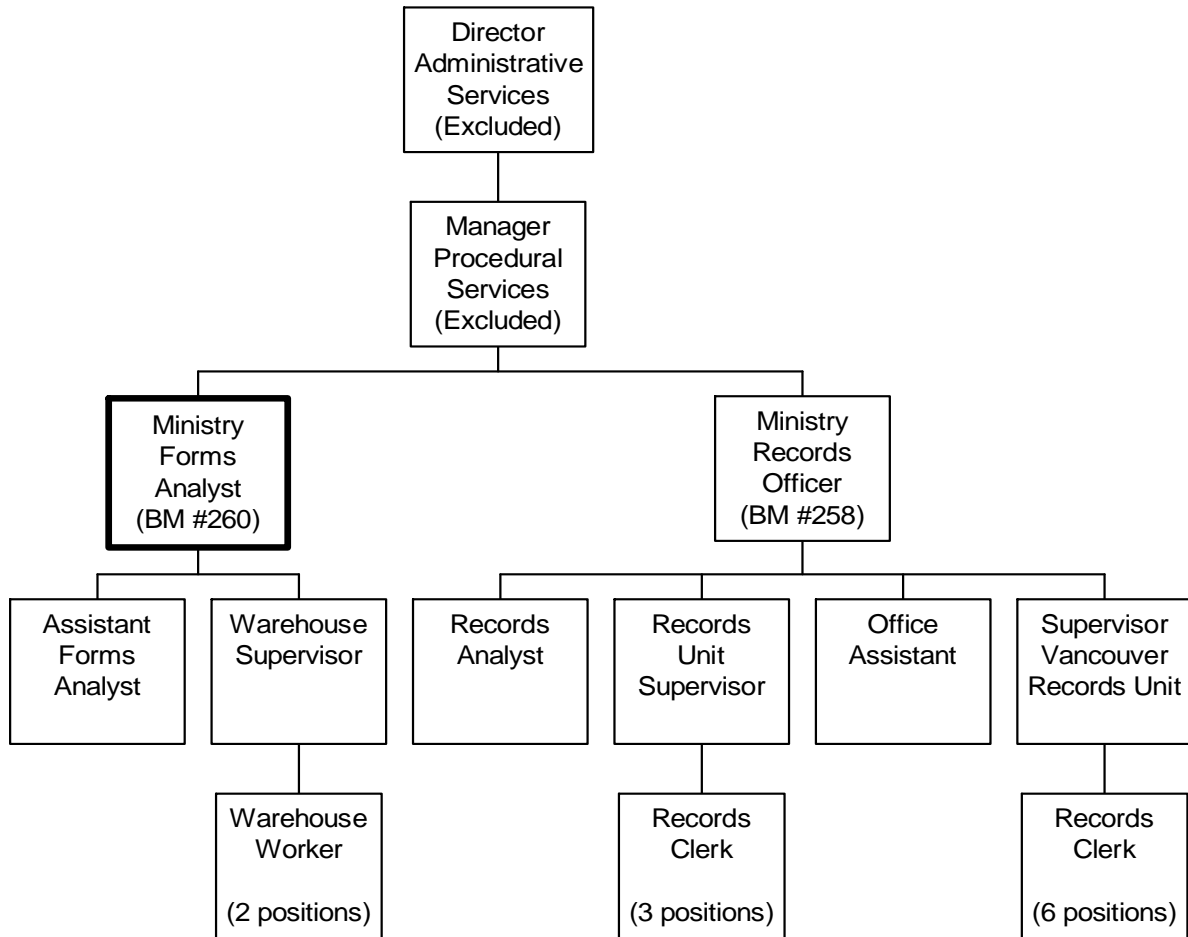 Director
Administrative
Services
(Excluded)
Manager
Procedural
Services
(Excluded)
Ministry
Forms
Analyst
(BM #260)
Ministry
Records
Officer
(BM #258)
Assistant
Forms
Analyst
Warehouse
Supervisor
Records
Analyst
Records
Unit
Supervisor
Office
Assistant
Supervisor
Vancouver
Records Unit
Warehouse
Worker
(2 positions)
Records
Clerk
(3 positions)
Records
Clerk
(6 positions)